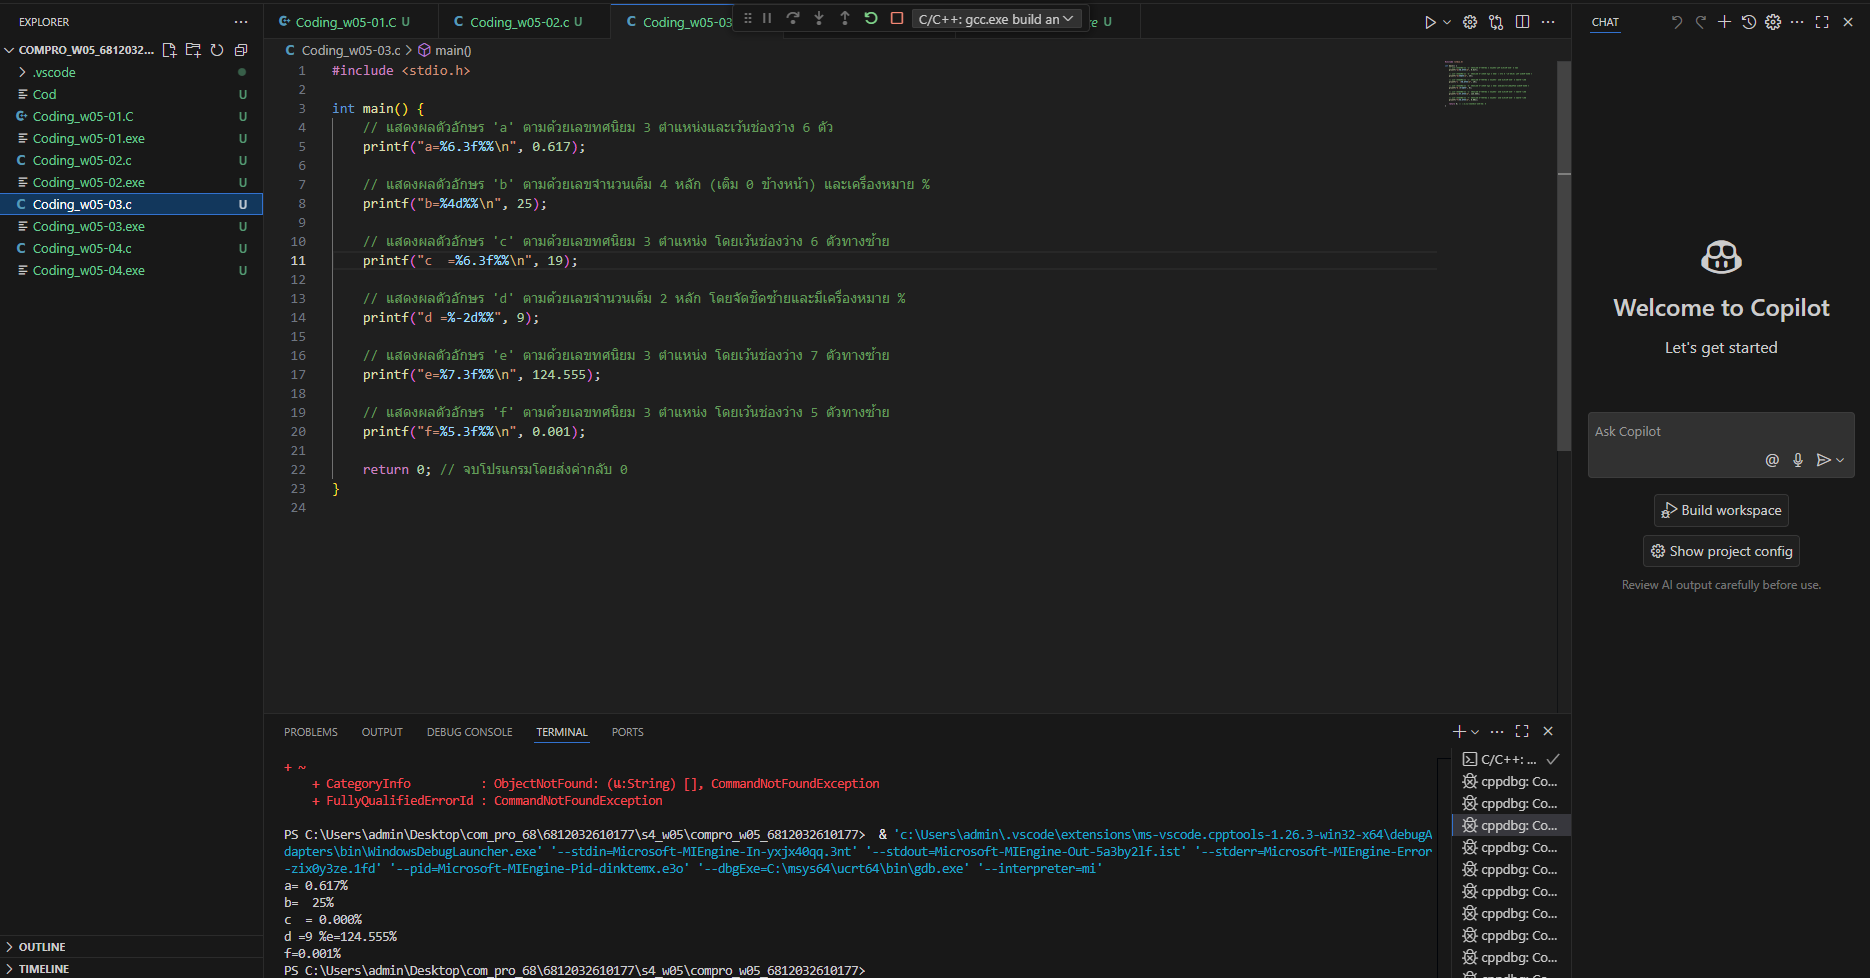 EXPLORER
COMPRO_W05_6812032...
.vscode
Cod U
Coding_w05-01.C U
Coding_w05-01.exe U
Coding_w05-02.c U
Coding_w05-02.exe U
Coding_w05-03.c U
Coding_w05-03.exe U
Coding_w05-04.c U
Coding_w05-04.exe U
OUTLINE
TIMELINE
Coding_w05-01.C U
Coding_w05-02.c U
Coding_w05-03
C/C++: gcc.exe build an
U
Coding_w05-03.c > main()
1 #include <stdio.h>
2
3 int main() {
4 // แสดงผลตัวอักษร 'a' ตามด้วยเลขทศนิยม 3 ตำแหน่งและเว้นช่องว่าง 6 ตัว
5 printf("a=%6.3f%%\n", 0.617);
6
7 // แสดงผลตัวอักษร 'b' ตามด้วยเลขจำนวนเต็ม 4 หลัก (เติม 0 ข้างหน้า) และเครื่องหมาย %
8 printf("b=%4d%%\n", 25);
9
10 // แสดงผลตัวอักษร 'c' ตามด้วยเลขทศนิยม 3 ตำแหน่ง โดยเว้นช่องว่าง 6 ตัวทางซ้าย
11 printf("c  =%6.3f%%\n", 19);
12
13 // แสดงผลตัวอักษร 'd' ตามด้วยเลขจำนวนเต็ม 2 หลัก โดยจัดชิดซ้ายและมีเครื่องหมาย %
14 printf("d =%-2d%%", 9);
15
16 // แสดงผลตัวอักษร 'e' ตามด้วยเลขทศนิยม 3 ตำแหน่ง โดยเว้นช่องว่าง 7 ตัวทางซ้าย
17 printf("e=%7.3f%%\n", 124.555);
18
19 // แสดงผลตัวอักษร 'f' ตามด้วยเลขทศนิยม 3 ตำแหน่ง โดยเว้นช่องว่าง 5 ตัวทางซ้าย
20 printf("f=%5.3f%%\n", 0.001);
21
22 return 0; // จบโปรแกรมโดยส่งค่ากลับ 0
23 }
24
PROBLEMS OUTPUT DEBUG CONSOLE TERMINAL PORTS
+ ~
+ CategoryInfo          : ObjectNotFound: (น:String) [], CommandNotFoundException
+ FullyQualifiedErrorId : CommandNotFoundException
PS C:\Users\admin\Desktop\com_pro_68\6812032610177\s4_w05\compro_w05_6812032610177>  & 'c:\Users\admin\.vscode\extensions\ms-vscode.cpptools-1.26.3-win32-x64\debugA
dapters\bin\WindowsDebugLauncher.exe' '--stdin=Microsoft-MIEngine-In-yxjx40qq.3nt' '--stdout=Microsoft-MIEngine-Out-5a3by2lf.ist' '--stderr=Microsoft-MIEngine-Error
-zix0y3ze.1fd' '--pid=Microsoft-MIEngine-Pid-dinktemx.e3o' '--dbgExe=C:\msys64\ucrt64\bin\gdb.exe' '--interpreter=mi'
a= 0.617%
b=  25%
c  = 0.000%
d =9 %e=124.555%
f=0.001%
PS C:\Users\admin\Desktop\com_pro_68\6812032610177\s4_w05\compro_w05_6812032610177>
C/C++: ...
cppdbg: Co...
cppdbg: Co...
cppdbg: Co...
cppdbg: Co...
cppdbg: Co...
cppdbg: Co...
cppdbg: Co...
cppdbg: Co...
cppdbg: Co...
CHAT
Welcome to Copilot
Let's get started
Ask Copilot
Build workspace
Show project config
Review AI output carefully before use.